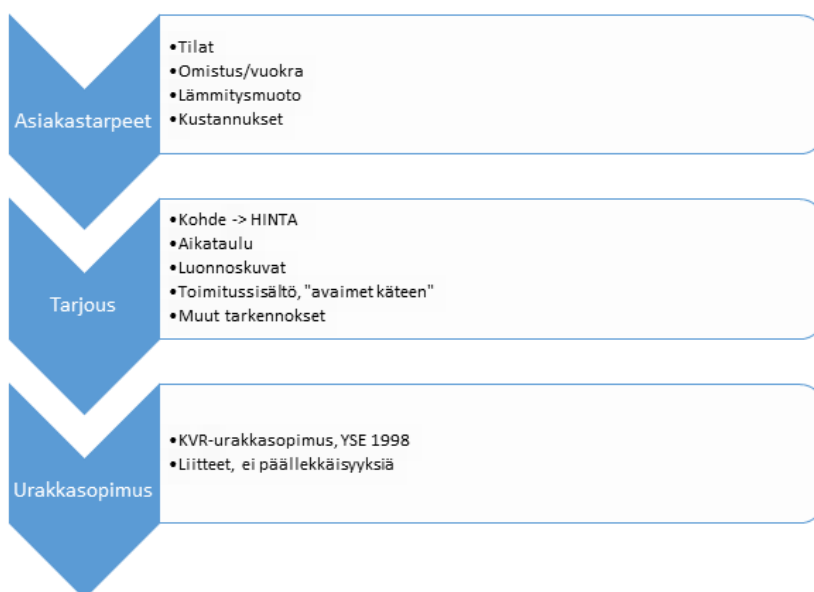 Asiakastarpeet
•Tilat
•Omistus/vuokra
•Lämmitysmuoto
•Kustannukset
Tarjous
•Kohde -> HINTA
•Aikataulu
•Luonnoskuvat
•Toimitussisältö, "avaimet käteen"
•Muut tarkennokset
Urakkasopimus
•KVR-urakkasopimus, YSE 1998
•Liitteet, ei päällekkäisyyksiä